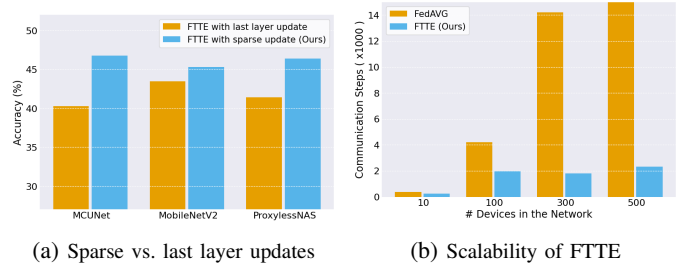 FTTE with last layer update
FTTE with sparse update (Ours)
Accuracy (%)
50
45
40
35
30
MCUNet
MobileNetV2
ProxylessNAS
(a) Sparse vs. last layer updates
FedAVG
FTTE (Ours)
Communication Steps ( x1000 )
14
12
10
8
6
4
2
0
10
100
300
500
# Devices in the Network
(b) Scalability of FTTE